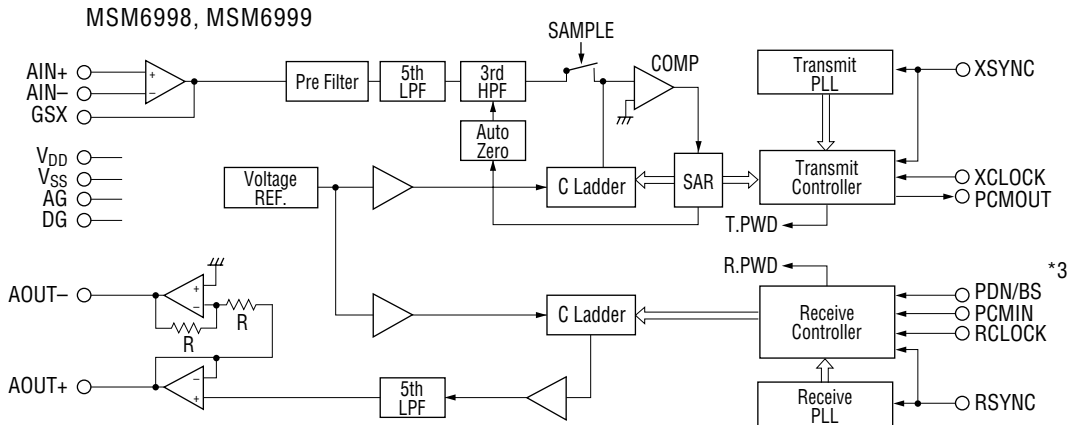 MSM6998, MSM6999
SAMPLE
AIN+
AIN−
GSX
+
−
Pre Filter
5th
LPF
3rd
HPF
COMP
Transmit
PLL
XSYNC
VDD
VSS
AG
DG
Auto
Zero
Voltage
REF.
C Ladder
SAR
Transmit
Controller
XCLOCK
PCMOUT
T.PWD
R.PWD
*3
AOUT−
+
−
R
R
C Ladder
Receive
Controller
PDN/BS
PCMIN
RCLOCK
AOUT+
−
+
5th
LPF
Receive
PLL
RSYNC